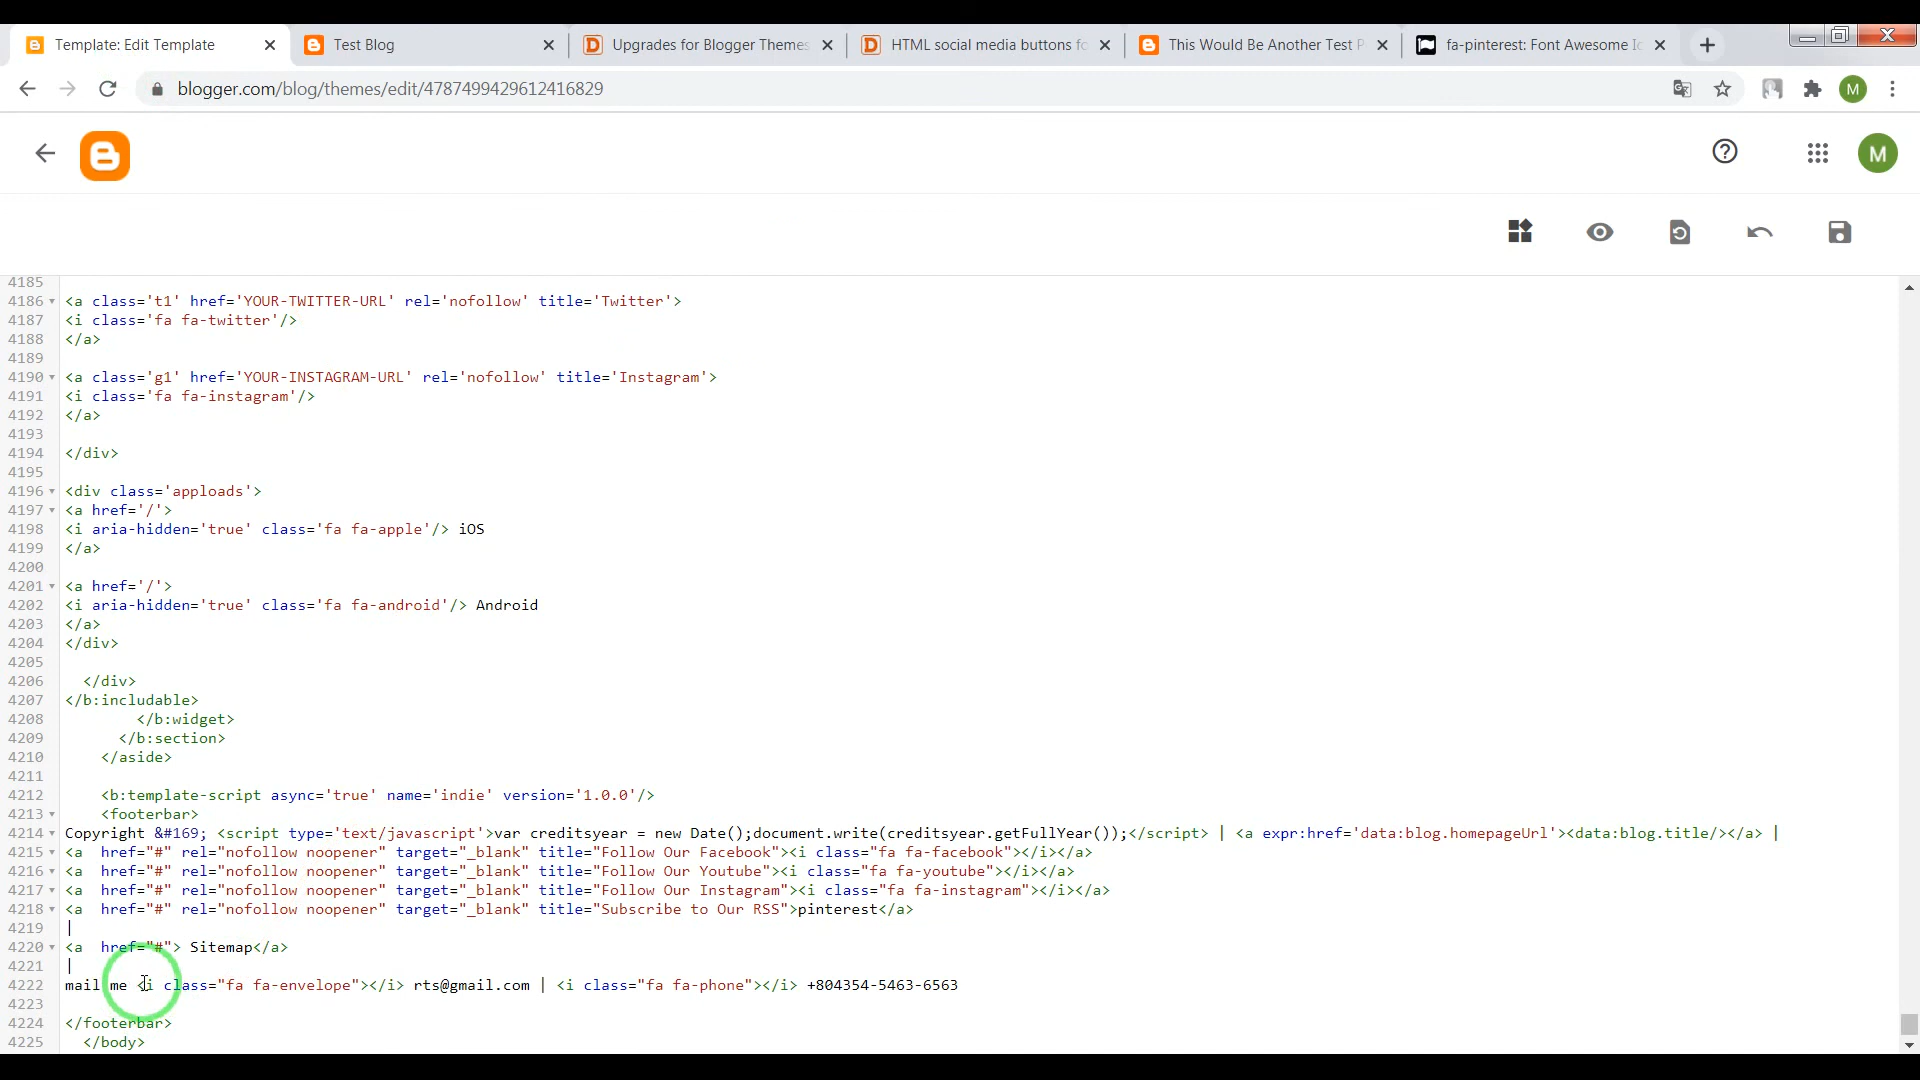 Template: Edit Template
Test Blog
Upgrades for Blogger Themes
HTML social media buttons fo
This Would Be Another Test P
fa-pinterest: Font Awesome Ic
blogger.com/blog/themes/edit/4787499429612416829
M
M
4185
4186 <a class='t1' href='YOUR-TWITTER-URL' rel='nofollow' title='Twitter'>
4187 <i class='fa fa-twitter'/>
4188 </a>
4189
4190 <a class='g1' href='YOUR-INSTAGRAM-URL' rel='nofollow' title='Instagram'>
4191 <i class='fa fa-instagram'/>
4192 </a>
4193
4194 </div>
4195
4196 <div class='apploads'>
4197 <a href='/'>
4198 <i aria-hidden='true' class='fa fa-apple'/> iOS
4199 </a>
4200
4201 <a href='/'>
4202 <i aria-hidden='true' class='fa fa-android'/> Android
4203 </a>
4204 </div>
4205
4206 </div>
4207 </b:includable>
4208 </b:widget>
4209 </b:section>
4210 </aside>
4211
4212 <b:template-script async='true' name='indie' version='1.0.0'/>
4213 <footerbar>
4214 Copyright &#169; <script type='text/javascript'>var creditsyear = new Date();document.write(creditsyear.getFullYear());</script> | <a expr:href='data:blog.homepageUrl'><data:blog.title/></a> |
4215 <a  href="#" rel="nofollow noopener" target="_blank" title="Follow Our Facebook"><i class="fa fa-facebook"></i></a>
4216 <a  href="#" rel="nofollow noopener" target="_blank" title="Follow Our Youtube"><i class="fa fa-youtube"></i></a>
4217 <a  href="#" rel="nofollow noopener" target="_blank" title="Follow Our Instagram"><i class="fa fa-instagram"></i></a>
4218 <a  href="#" rel="nofollow noopener" target="_blank" title="Subscribe to Our RSS">pinterest</a>
4219 |
4220 <a  href="#"> Sitemap</a>
4221 |
4222 mail me <i class="fa fa-envelope"></i> rts@gmail.com | <i class="fa fa-phone"></i> +804354-5463-6563
4223
4224 </footerbar>
4225 </body>